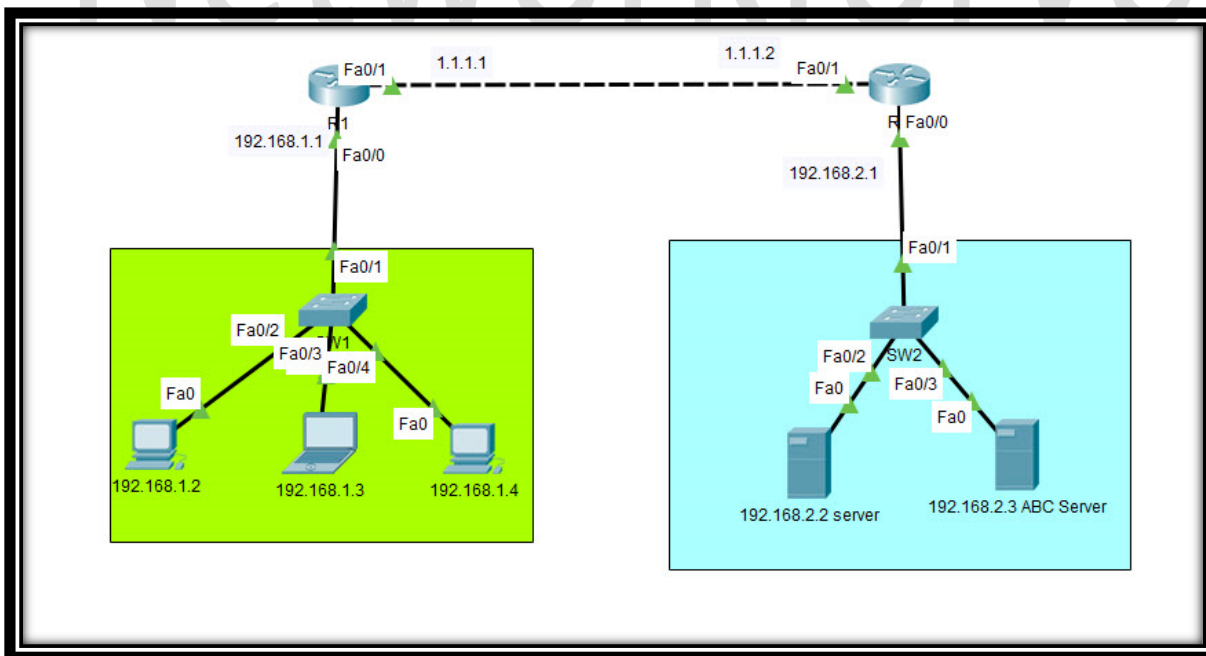 1.1.1.1
1.1.1.2
Fa0/1
Fa0/1
R1
192.168.1.1
Fa0/0
R
Fa0/0
192.168.2.1
Fa0/1
Fa0/1
Fa0/2
Fa0/3
Fa0/4
Fa0
Fa0
192.168.1.2
192.168.1.3
192.168.1.4
SW2
Fa0/2
Fa0/3
Fa0
Fa0
192.168.2.2 server
192.168.2.3 ABC Server